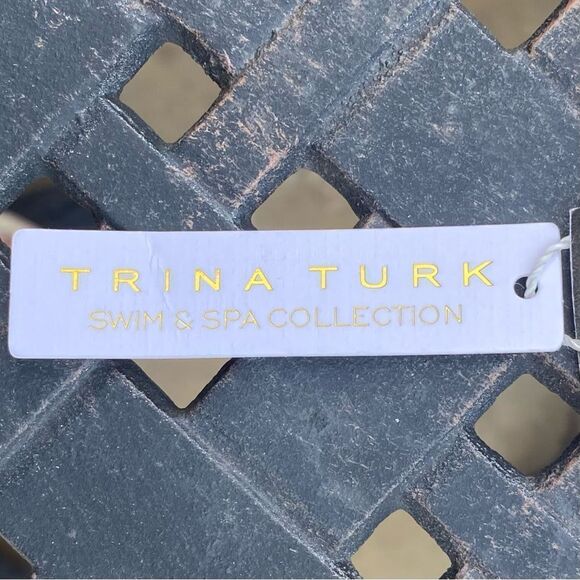 TRINA TURK
SWIM & SPA COLLECTION